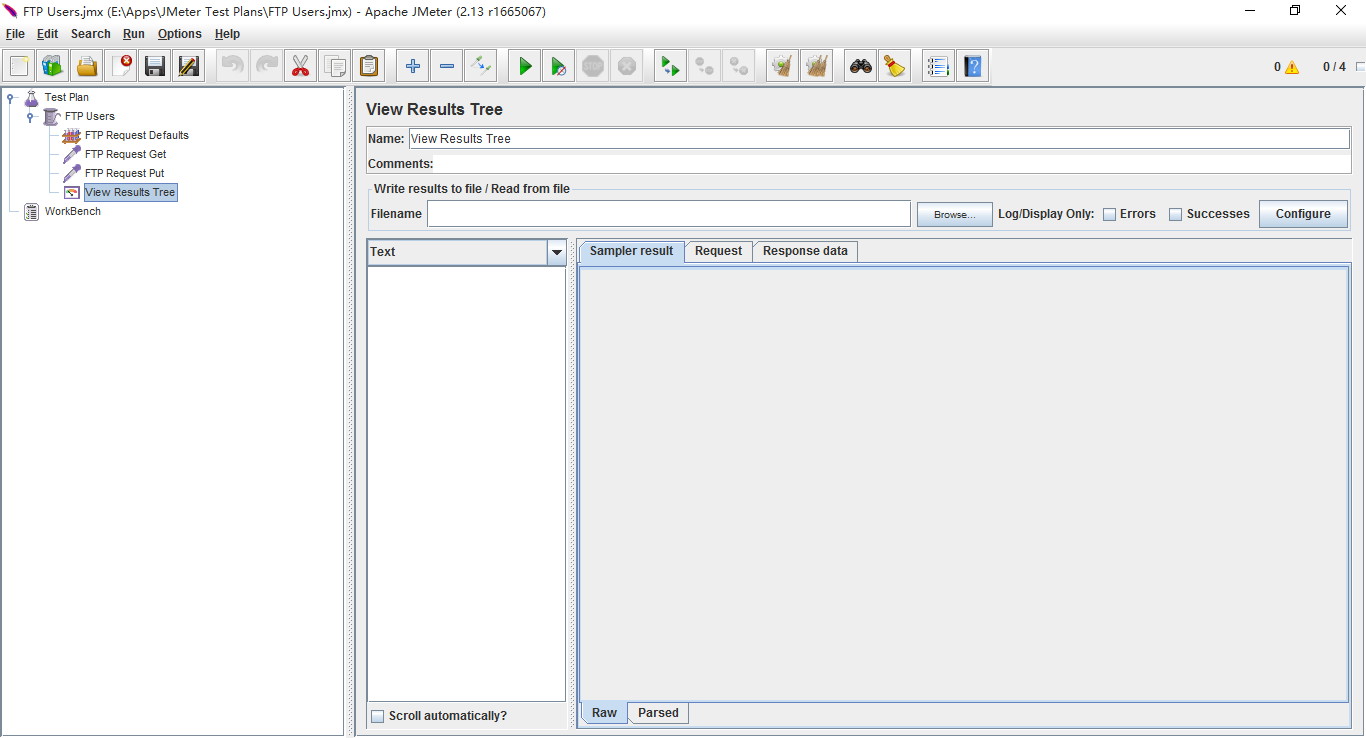 FTP Users.jmx (E:\Apps\JMeter Test Plans\FTP Users.jmx) - Apache JMeter (2.13 r1665067)
File Edit Search Run Options Help
0 0 / 4
Test Plan
FTP Users
FTP Request Defaults
FTP Request Get
FTP Request Put
View Results Tree
WorkBench
View Results Tree
Name: View Results Tree
Comments:
Write results to file / Read from file
Filename Browse... Log/Display Only: Errors Successes Configure
Text
Sampler result Request Response data
Scroll automatically?
Raw Parsed